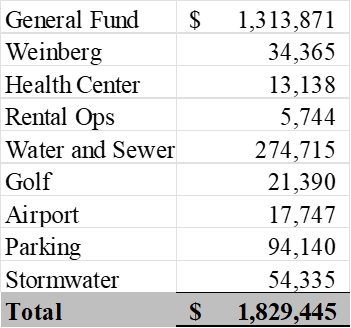 General Fund $ 1,313,871
Weinberg 34,365
Health Center 13,138
Rental Ops 5,744
Water and Sewer 274,715
Golf 21,390
Airport 17,747
Parking 94,140
Stormwater 54,335
Total $ 1,829,445